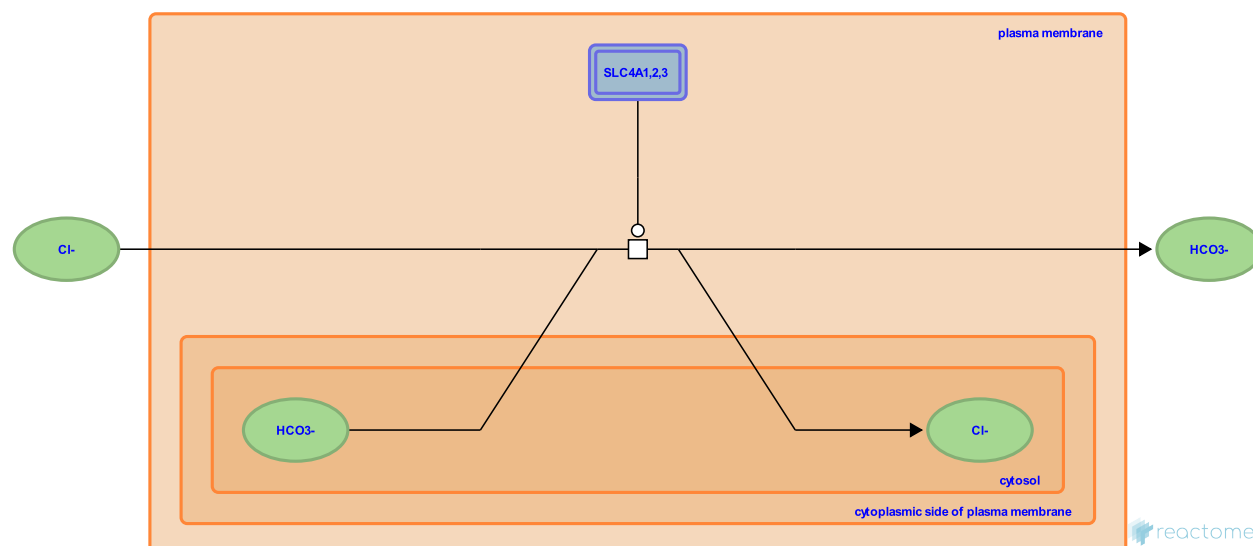 plasma membrane
SLC4A1,2,3
Cl-
HCO3-
HCO3-
Cl-
cytosol
cytoplasmic side of plasma membrane
reactome